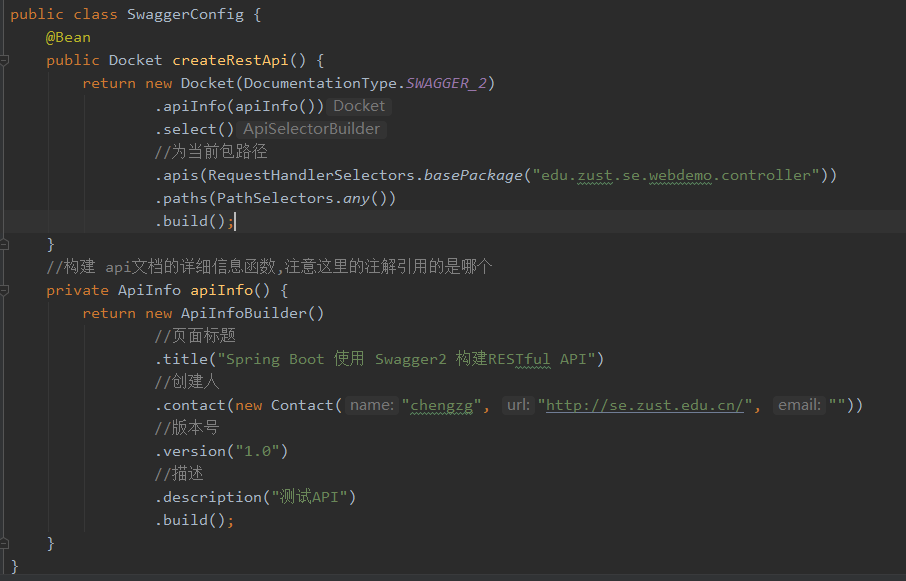 public class SwaggerConfig {
@Bean
public Docket createRestApi() {
return new Docket(DocumentationType.SWAGGER_2)
.apiInfo(apiInfo()) Docket
.select() ApiSelectorBuilder
//为当前包路径
.apis(RequestHandlerSelectors.basePackage("edu.zust.se.webdemo.controller"))
.paths(PathSelectors.any())
.build();
}
//构建 api文档的详细信息函数,注意这里的注解引用的是哪个
private ApiInfo apiInfo() {
return new ApiInfoBuilder()
//页面标题
.title("Spring Boot 使用 Swagger2 构建RESTful API")
//创建人
.contact(new Contact( name: "chengzg", url: "http://se.zust.edu.cn/", email: ""))
//版本号
.version("1.0")
//描述
.description("测试API")
.build();
}
}